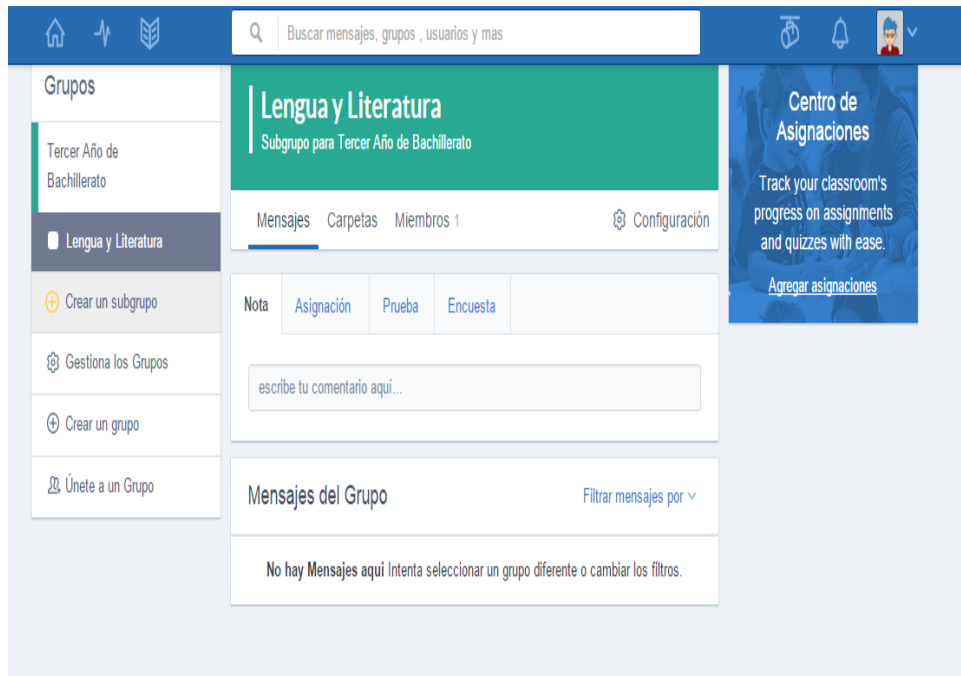 Buscar mensajes, grupos , usuarios y mas
Grupos
Tercer Año de
Bachillerato
Lengua y Literatura
Crear un subgrupo
Gestiona los Grupos
Crear un grupo
Únete a un Grupo
Lengua y Literatura
Subgrupo para Tercer Año de Bachillerato
Mensajes Carpetas Miembros 1 Configuración
Nota Asignación Prueba Encuesta
escribe tu comentario aquí...
Mensajes del Grupo Filtrar mensajes por
No hay Mensajes aqui Intenta seleccionar un grupo diferente o cambiar los filtros.
Centro de
Asignaciones
Track your classroom's
progress on assignments
and quizzes with ease.
Agregar asignaciones